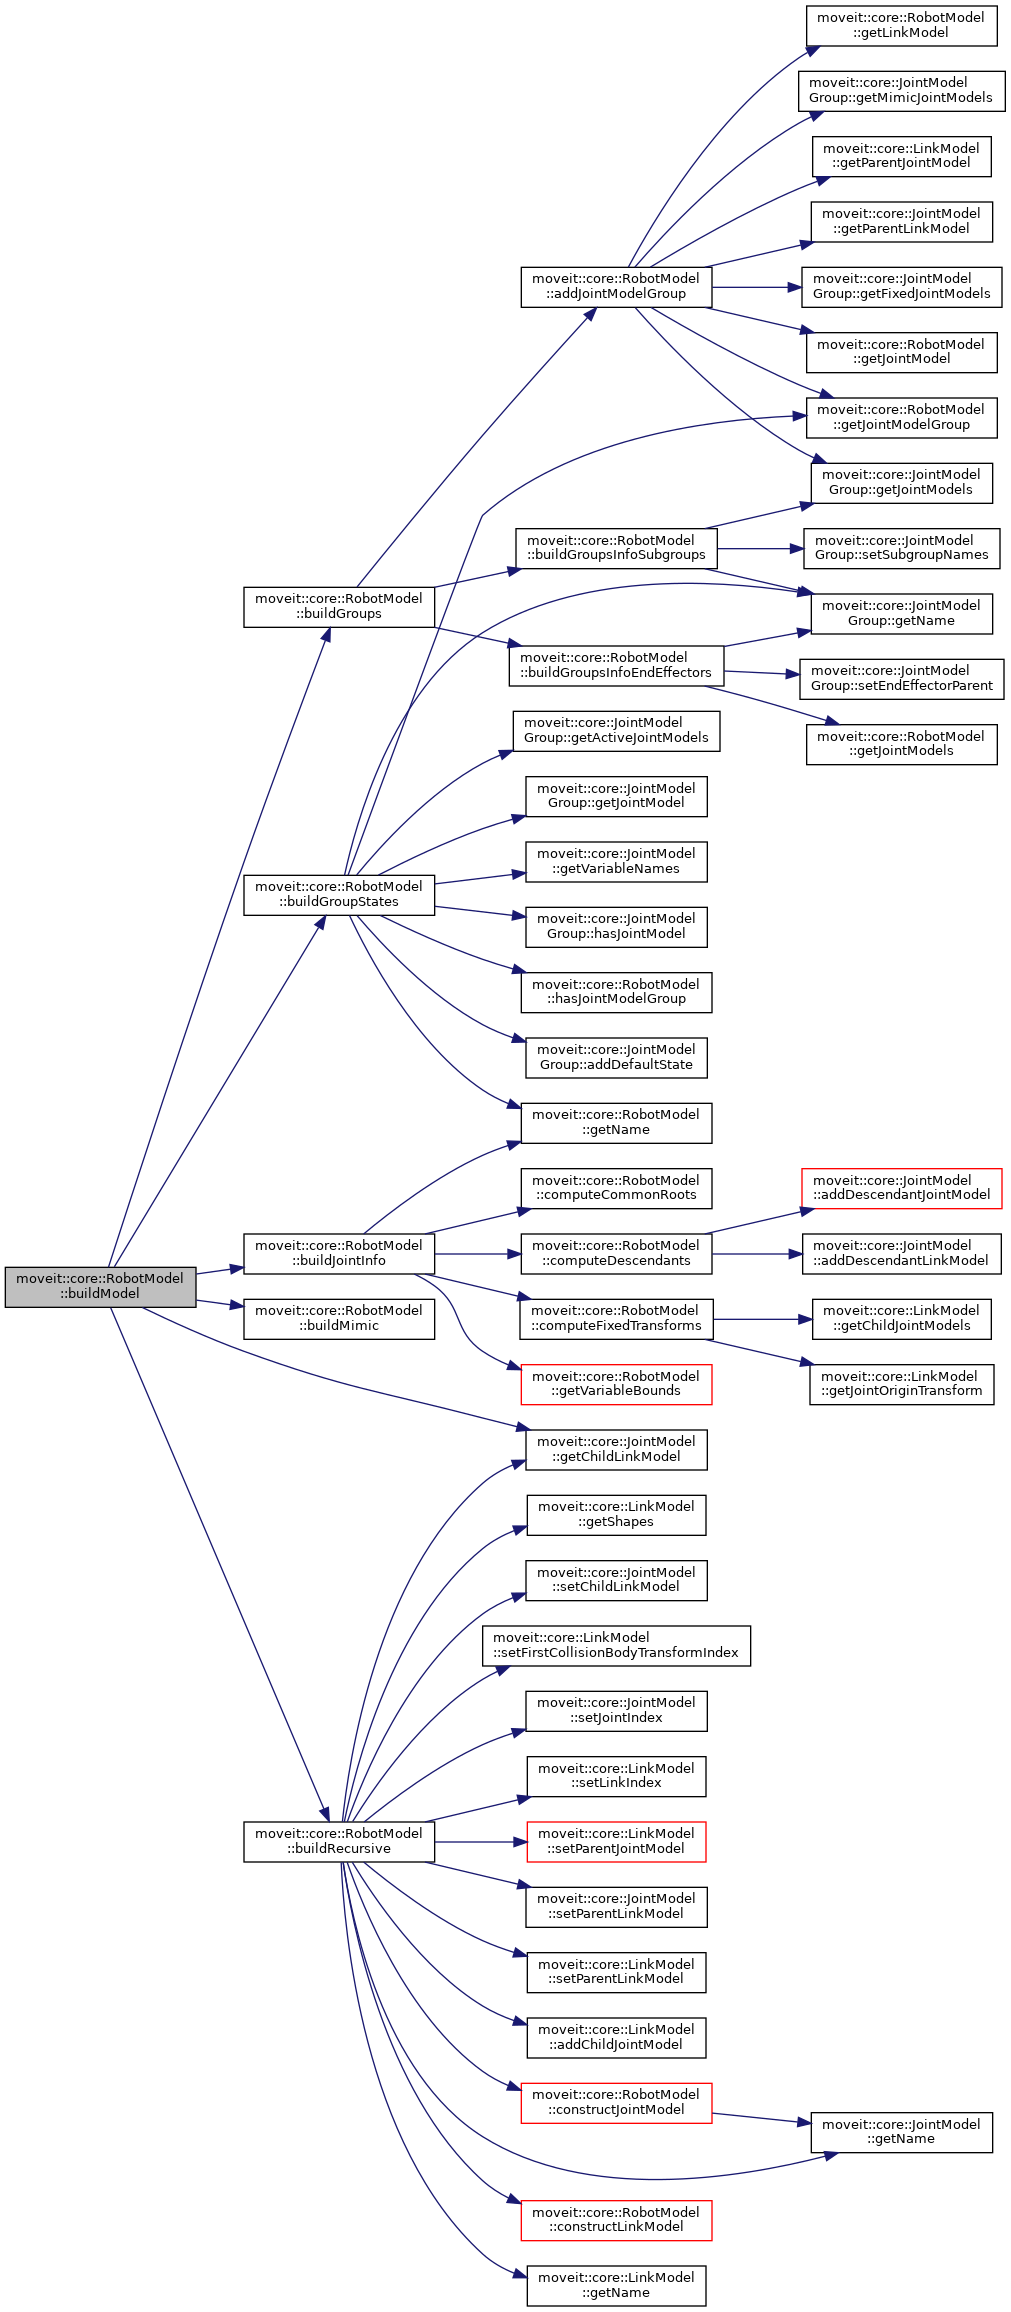 moveit::core::RobotModel
::getLinkModel
moveit::core::JointModel
Group::getMimicJointModels
moveit::core::LinkModel
::getParentJointModel
moveit::core::JointModel
::getParentLinkModel
moveit::core::RobotModel
::addJointModelGroup
moveit::core::JointModel
Group::getFixedJointModels
moveit::core::RobotModel
::getJointModel
moveit::core::RobotModel
::getJointModelGroup
moveit::core::JointModel
Group::getJointModels
moveit::core::RobotModel
::buildGroupsInfoSubgroups
moveit::core::JointModel
Group::setSubgroupNames
moveit::core::RobotModel
::buildGroups
moveit::core::JointModel
Group::getName
moveit::core::RobotModel
::buildGroupsInfoEndEffectors
moveit::core::JointModel
Group::setEndEffectorParent
moveit::core::JointModel
Group::getActiveJointModels
moveit::core::RobotModel
::getJointModels
moveit::core::JointModel
Group::getJointModel
moveit::core::JointModel
::getVariableNames
moveit::core::RobotModel
::buildGroupStates
moveit::core::JointModel
Group::hasJointModel
moveit::core::RobotModel
::hasJointModelGroup
moveit::core::JointModel
Group::addDefaultState
moveit::core::RobotModel
::getName
moveit::core::RobotModel
::computeCommonRoots
moveit::core::JointModel
::addDescendantJointModel
moveit::core::RobotModel
::buildJointInfo
moveit::core::RobotModel
::computeDescendants
moveit::core::JointModel
::addDescendantLinkModel
moveit::core::RobotModel
::buildModel
moveit::core::RobotModel
::buildMimic
moveit::core::RobotModel
::computeFixedTransforms
moveit::core::LinkModel
::getChildJointModels
moveit::core::RobotModel
::getVariableBounds
moveit::core::LinkModel
::getJointOriginTransform
moveit::core::JointModel
::getChildLinkModel
moveit::core::LinkModel
::getShapes
moveit::core::JointModel
::setChildLinkModel
moveit::core::LinkModel
::setFirstCollisionBodyTransformIndex
moveit::core::JointModel
::setJointIndex
moveit::core::LinkModel
::setLinkIndex
moveit::core::RobotModel
::buildRecursive
moveit::core::LinkModel
::setParentJointModel
moveit::core::JointModel
::setParentLinkModel
moveit::core::LinkModel
::setParentLinkModel
moveit::core::LinkModel
::addChildJointModel
moveit::core::RobotModel
::constructJointModel
moveit::core::JointModel
::getName
moveit::core::RobotModel
::constructLinkModel
moveit::core::LinkModel
::getName